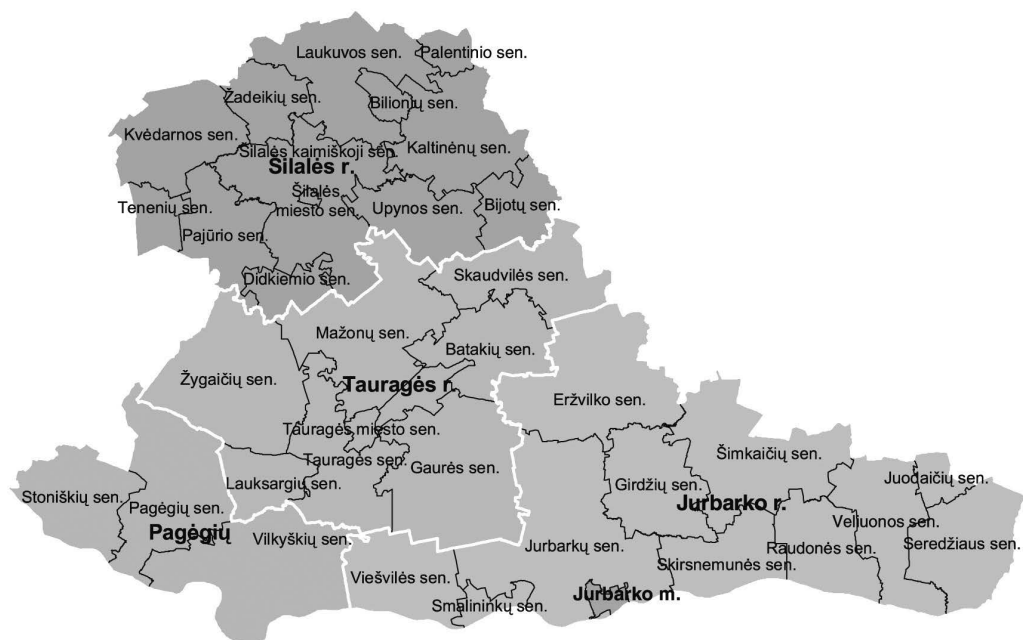 Laukuvos sen.
Palentinio sen.
Žadeikių sen.
Bilionių sen.
Kvėdarnos sen.
Šilalės kaimiškoji sen.
Kaltinėnų sen.
Šilalės r.
Tenenių sen.
Šilalės
miesto sen.
Upynos sen.
Bijotų sen.
Pajūrio sen.
Didkiemio sen.
Skaudvilės sen.
Mažonų sen.
Batakių sen.
Žygaičių sen.
Tauragės r.
Eržvilko sen.
Tauragės miesto sen.
Tauragės sen.
Gaurės sen.
Šimkaičių sen.
Lauksargių sen.
Girdžių sen.
Juodaičių sen.
Stoniškių sen.
Pagėgių sen.
Jurbarko r.
Pagėgių
Vilkyškių sen.
Veliuonos sen.
Jurbarkų sen.
Raudonės sen.
Seredžiaus sen.
Skirsnemunės sen.
Viešvilės sen.
Jurbarko m.
Smalininkų sen.